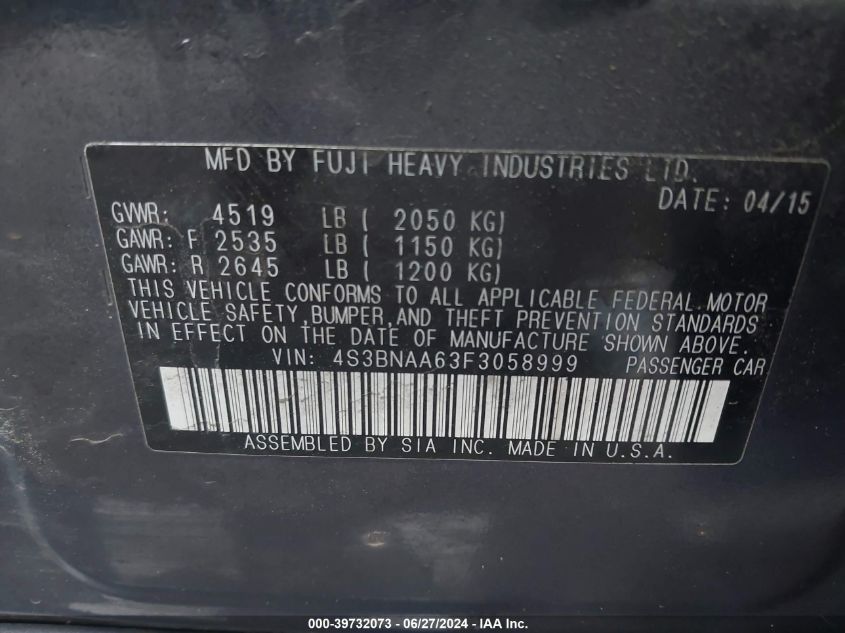 MFD BY FUJI HEAVY INDUSTRIES LTD.
DATE: 04/15
GVWR: 4519 LB ( 2050 KG)
GAWR: F 2535 LB ( 1150 KG)
GAWR: R 2645 LB ( 1200 KG)
THIS VEHICLE CONFORMS TO ALL APPLICABLE FEDERAL MOTOR
VEHICLE SAFETY, BUMPER, AND THEFT PREVENTION STANDARDS
IN EFFECT ON THE DATE OF MANUFACTURE SHOWN ABOVE.
VIN: 4S3BNAA63F3058999 PASSENGER CAR
ASSEMBLED BY SIA INC. MADE IN U.S.A.
000-39732073 - 06/27/2024 - IAA Inc.